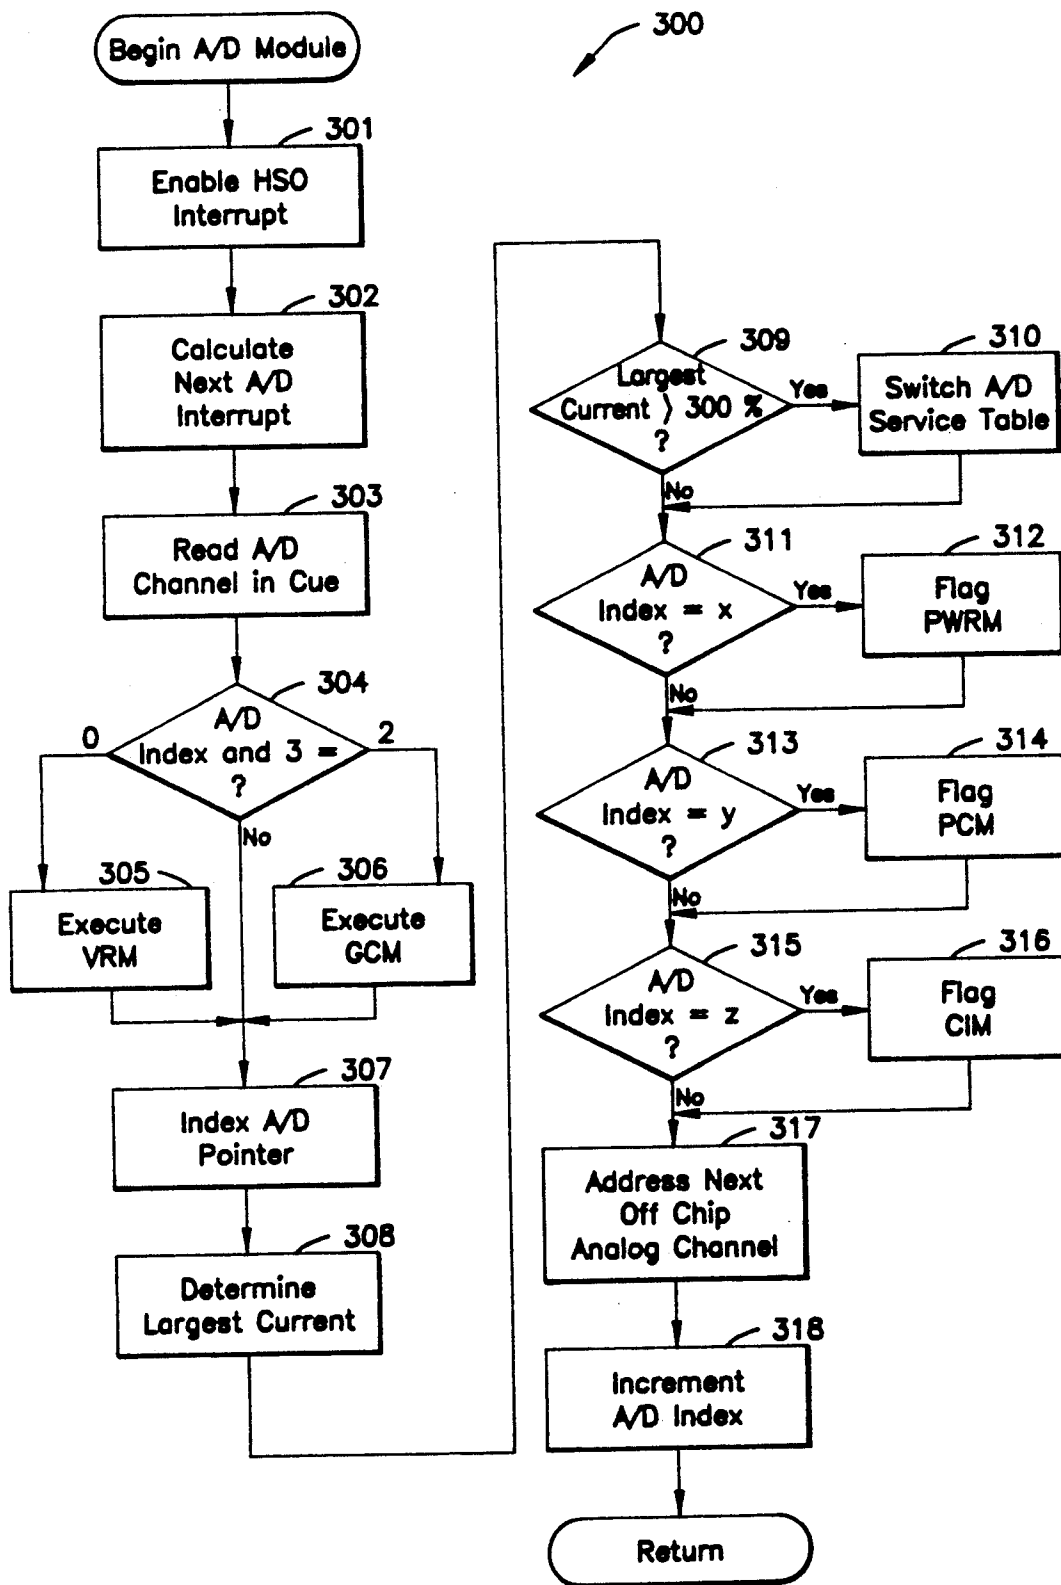 300
Begin A/D Module
301
Enable HSO
Interrupt
302
Calculate
Next A/D
Interrupt
303
Read A/D
Channel in Cue
304
A/D
Index and 3 =
?
0
2
No
305
Execute
VRM
306
Execute
GCM
307
Index A/D
Pointer
308
Determine
Largest Current
309
Largest
Current > 300 %
?
Yes
No
310
Switch A/D
Service Table
311
A/D
Index = x
?
Yes
No
312
Flag
PWRM
313
A/D
Index = y
?
Yes
No
314
Flag
PCM
315
A/D
Index = z
?
Yes
No
316
Flag
CIM
317
Address Next
Off Chip
Analog Channel
318
Increment
A/D Index
Return